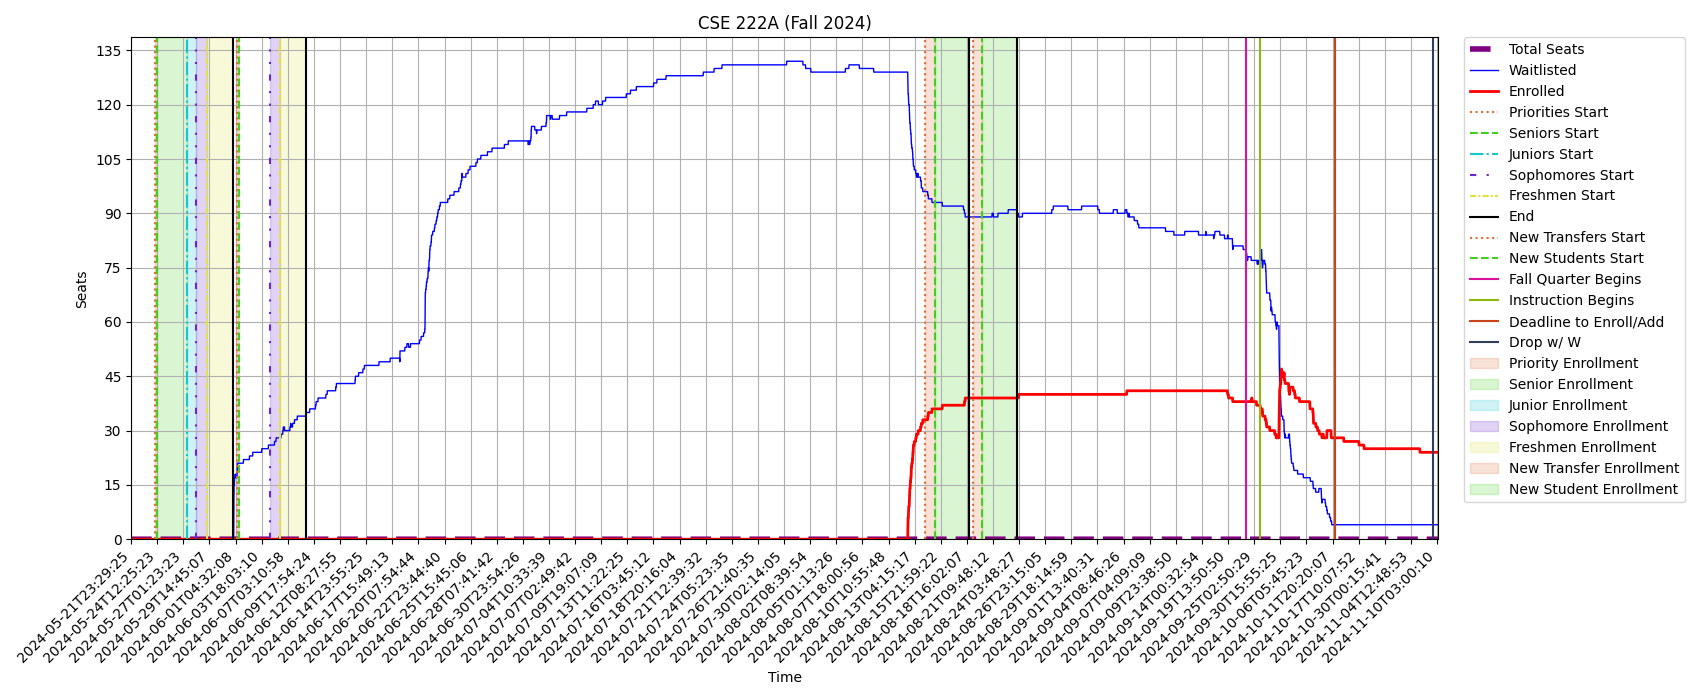 CSE 222A (Fall 2024)
Seats
135
120
105
90
75
60
45
30
15
0
2024-05-21T23:29:25
2024-05-24T12:25:23
2024-05-27T01:23:23
2024-05-29T14:45:07
2024-06-01T04:32:08
2024-06-03T18:03:10
2024-06-07T03:10:58
2024-06-09T17:54:24
2024-06-12T08:27:55
2024-06-14T23:55:25
2024-06-17T15:49:13
2024-06-20T07:54:44
2024-06-22T23:44:40
2024-06-25T15:45:06
2024-06-28T07:41:42
2024-06-30T23:54:26
2024-07-04T10:33:39
2024-07-07T02:49:42
2024-07-09T19:07:09
2024-07-13T11:22:25
2024-07-16T03:45:12
2024-07-18T20:16:04
2024-07-21T12:39:32
2024-07-24T05:23:35
2024-07-26T21:40:35
2024-07-30T02:14:05
2024-08-02T08:39:54
2024-08-05T01:13:26
2024-08-07T18:00:56
2024-08-10T10:55:48
2024-08-13T04:15:17
2024-08-15T21:59:22
2024-08-18T16:02:07
2024-08-21T09:48:12
2024-08-24T03:48:27
2024-08-26T23:15:05
2024-08-29T18:14:59
2024-09-01T13:40:31
2024-09-04T08:46:26
2024-09-07T04:09:09
2024-09-09T23:38:50
2024-09-14T00:32:54
2024-09-19T13:50:50
2024-09-25T02:50:29
2024-09-30T15:55:25
2024-10-06T05:45:23
2024-10-11T20:20:07
2024-10-17T10:07:52
2024-10-30T00:15:41
2024-11-04T12:48:53
2024-11-10T03:00:10
Time
Total Seats
Waitlisted
Enrolled
Priorities Start
Seniors Start
Juniors Start
Sophomores Start
Freshmen Start
End
New Transfers Start
New Students Start
Fall Quarter Begins
Instruction Begins
Deadline to Enroll/Add
Drop w/ W
Priority Enrollment
Senior Enrollment
Junior Enrollment
Sophomore Enrollment
Freshmen Enrollment
New Transfer Enrollment
New Student Enrollment